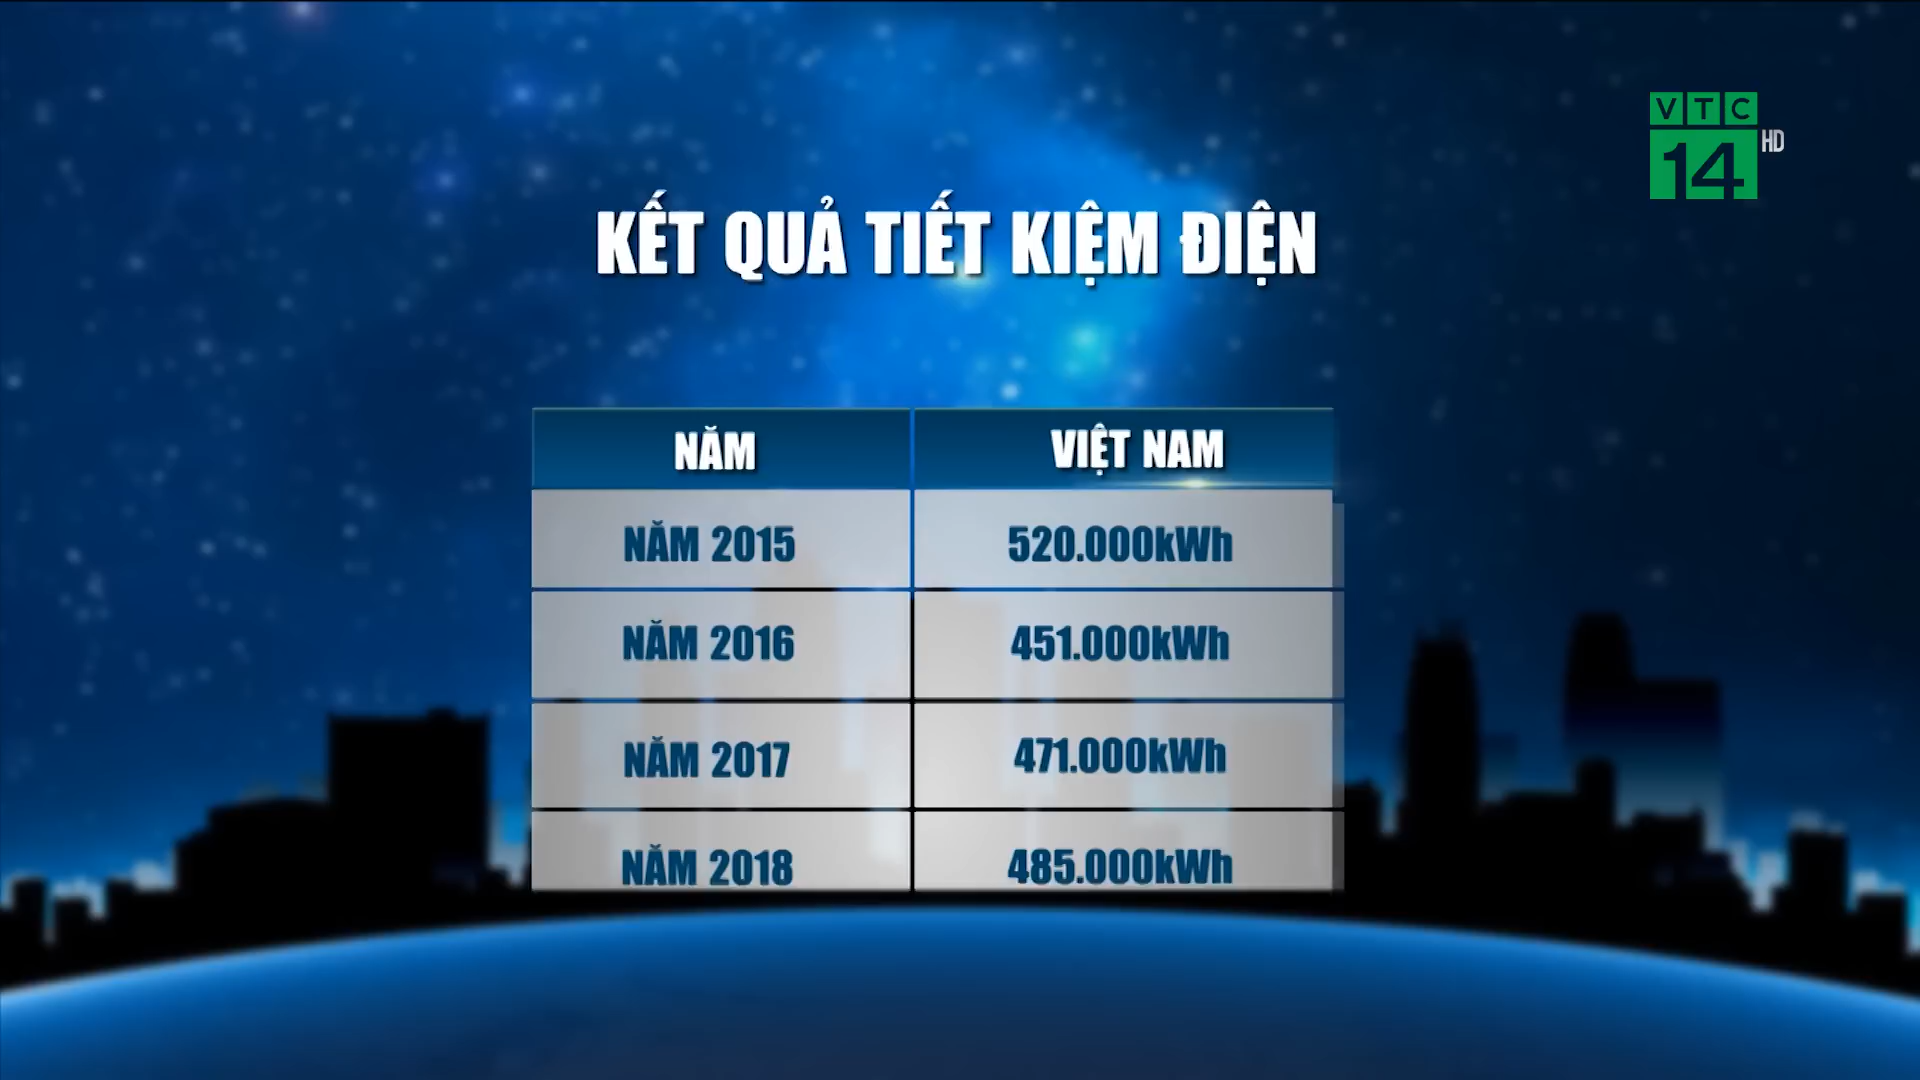 VTC
14 HD
KẾT QUẢ TIẾT KIỆM ĐIỆN
NĂM VIỆT NAM
NĂM 2015 520.000kWh
NĂM 2016 451.000kWh
NĂM 2017 471.000kWh
NĂM 2018 485.000kWh